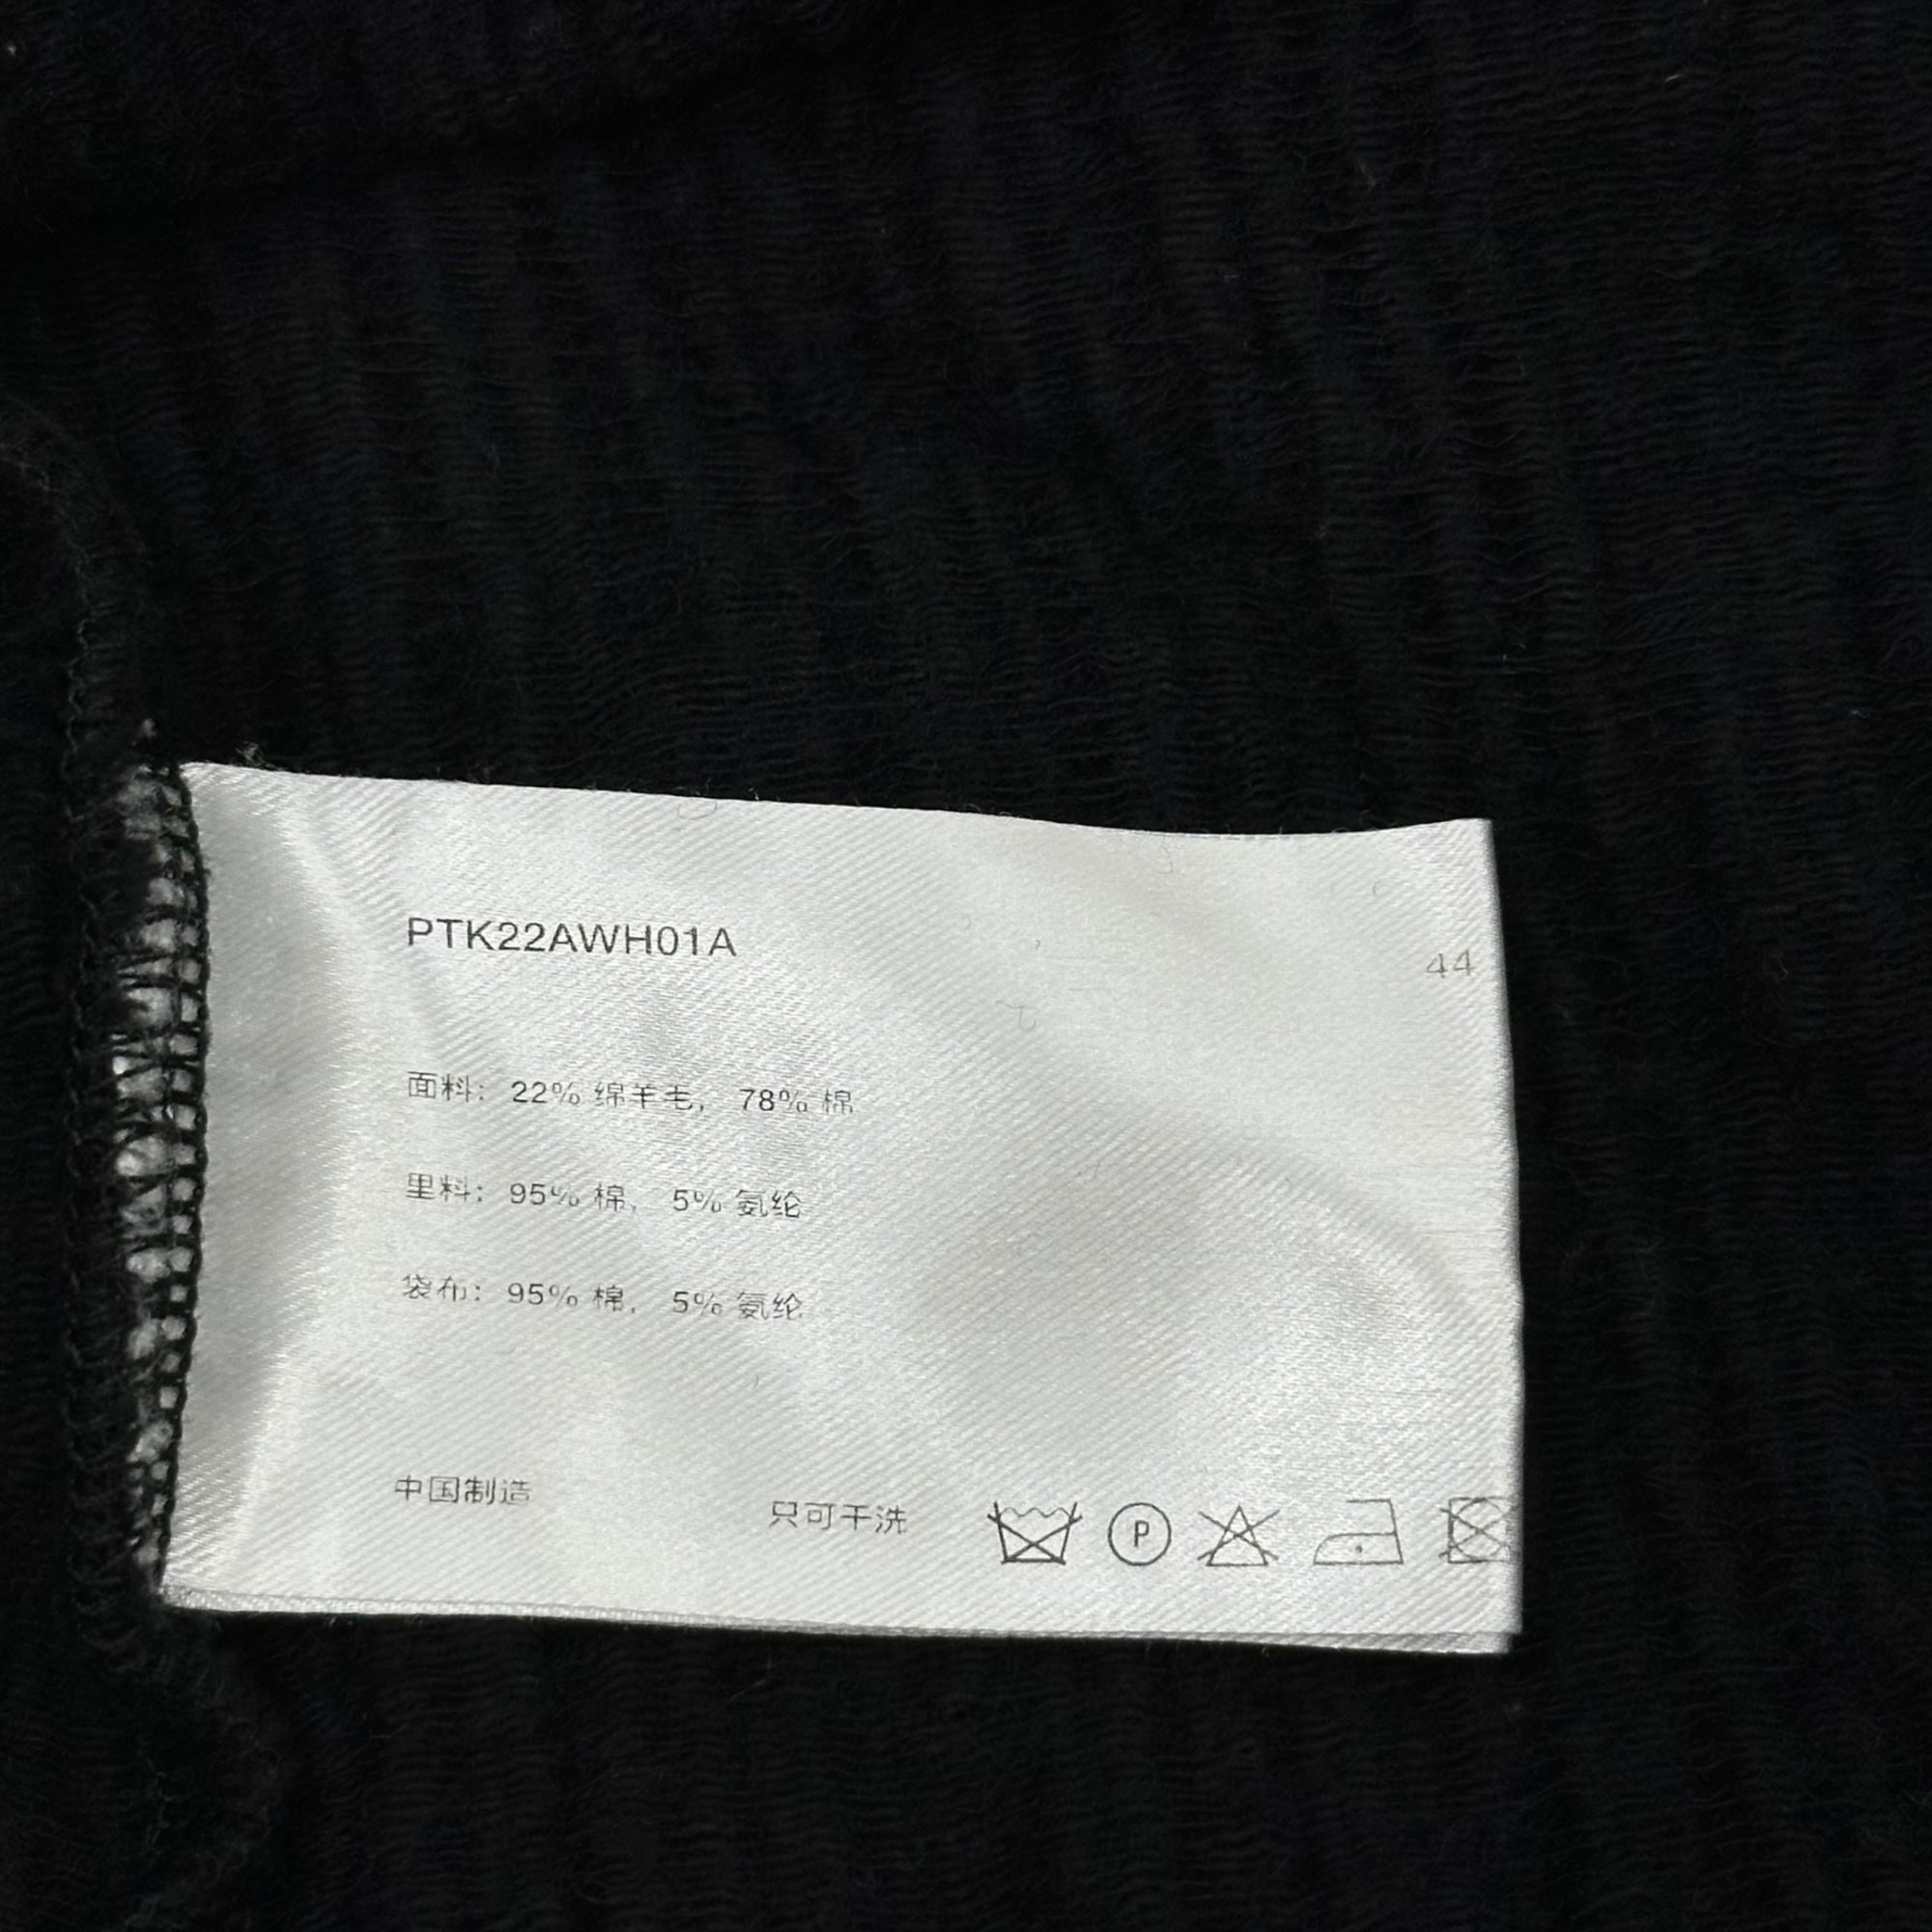 PTK22AWH01A
44
面料: 22% 绵羊毛, 78% 棉
里料: 95% 棉, 5% 氨纶
袋布: 95% 棉, 5% 氨纶
中国制造
只可干洗 P